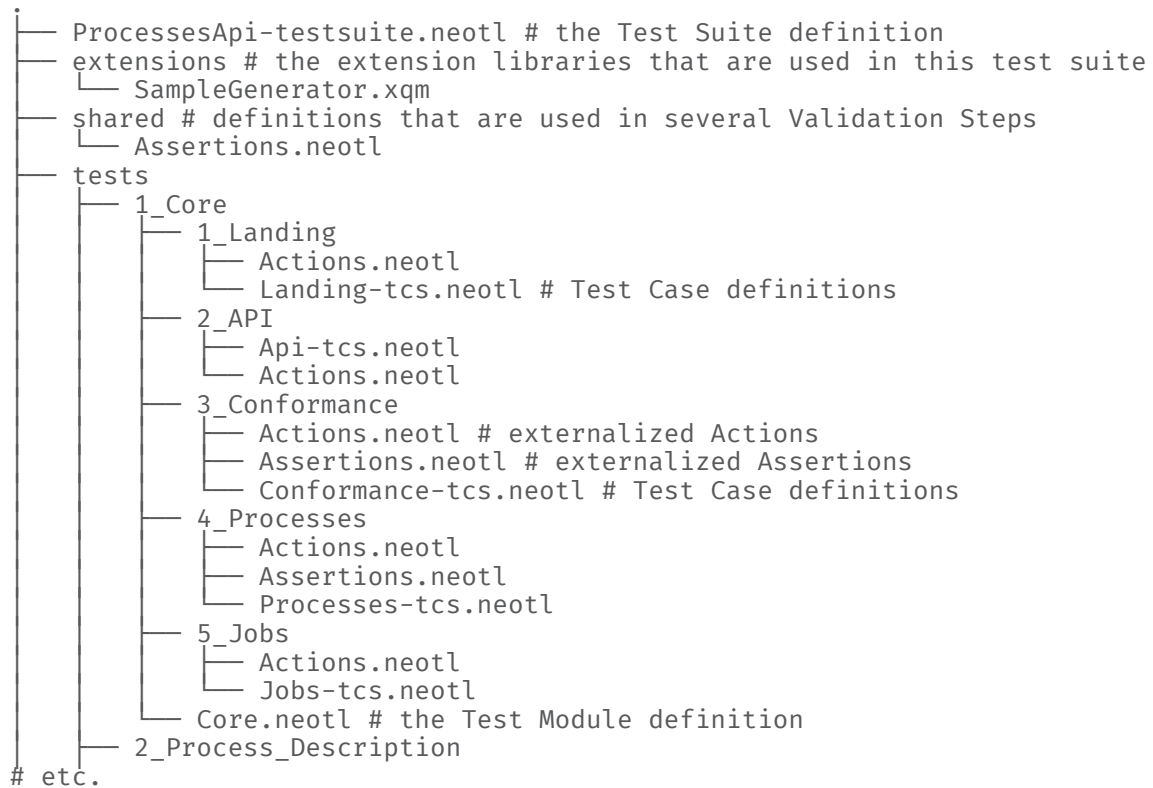 .
├── ProcessesApi-testsuite.neotl # the Test Suite definition
├── extensions # the extension libraries that are used in this test suite
│   └── SampleGenerator.xqm
├── shared # definitions that are used in several Validation Steps
│   └── Assertions.neotl
├── tests
│   ├── 1_Core
│   │   ├── 1_Landing
│   │   │   ├── Actions.neotl
│   │   │   └── Landing-tcs.neotl # Test Case definitions
│   │   ├── 2_API
│   │   │   ├── Api-tcs.neotl
│   │   │   └── Actions.neotl
│   │   ├── 3_Conformance
│   │   │   ├── Actions.neotl # externalized Actions
│   │   │   ├── Assertions.neotl # externalized Assertions
│   │   │   └── Conformance-tcs.neotl # Test Case definitions
│   │   ├── 4_Processes
│   │   │   ├── Actions.neotl
│   │   │   ├── Assertions.neotl
│   │   │   └── Processes-tcs.neotl
│   │   ├── 5_Jobs
│   │   │   ├── Actions.neotl
│   │   │   └── Jobs-tcs.neotl
│   │   └── Core.neotl # the Test Module definition
│   ├── 2_Process_Description
# etc.